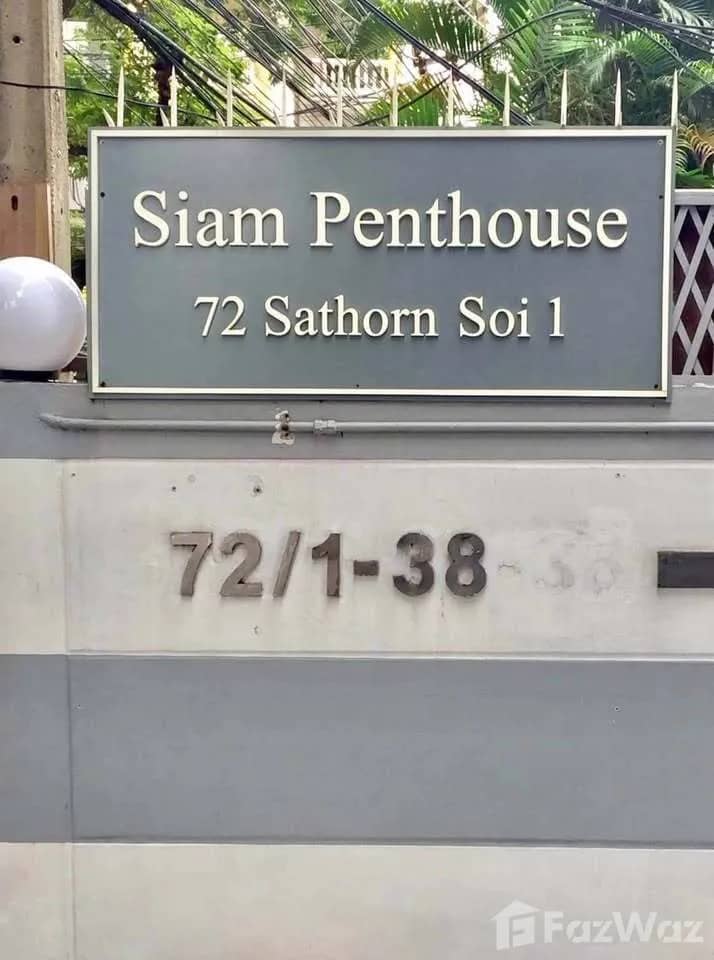 Siam Penthouse
72 Sathorn Soi 1
72/1-38
FazWaz